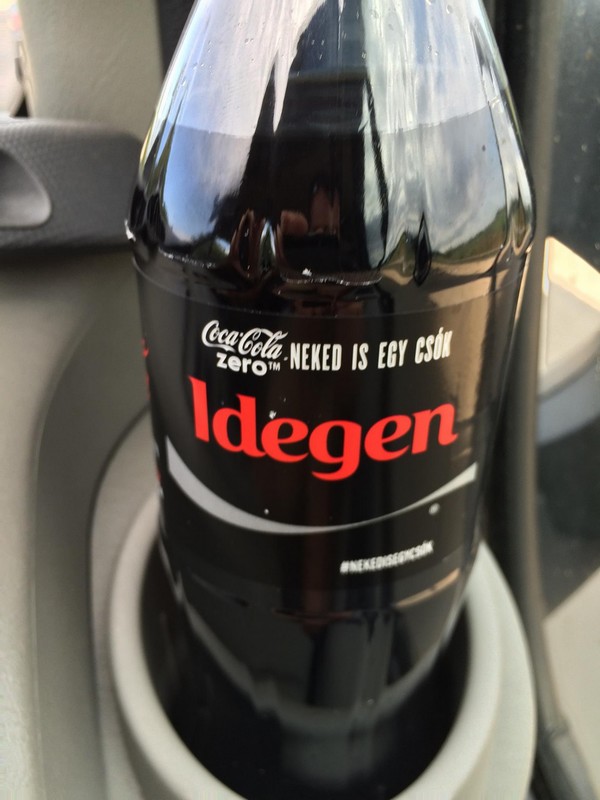 Coca-Cola
zero™
NEKED IS EGY CSÓK
Idegen
#NEKEDISEGYCSÓK